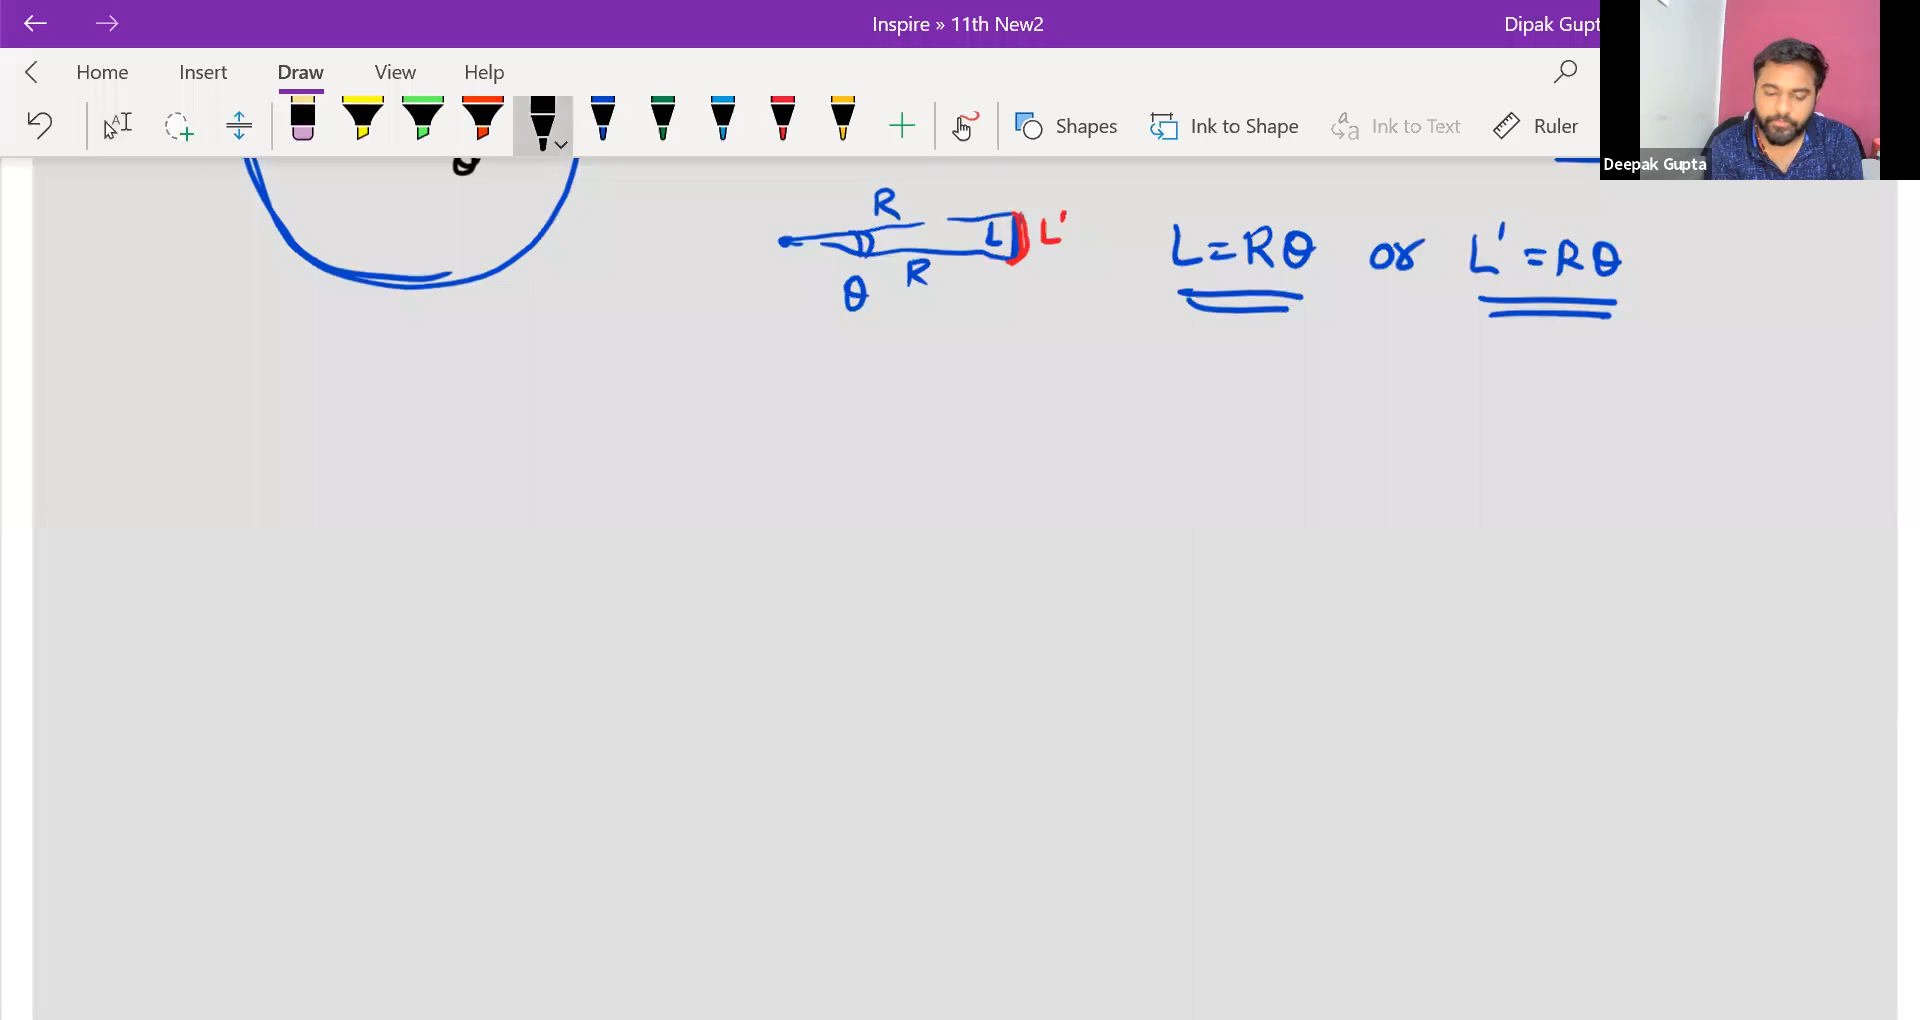 Inspire » 11th New2
Dipak Gupt
Home Insert Draw View Help
Shapes Ink to Shape Ink to Text Ruler
Deepak Gupta
R
L L'
R
θ
L = Rθ or L' = Rθ